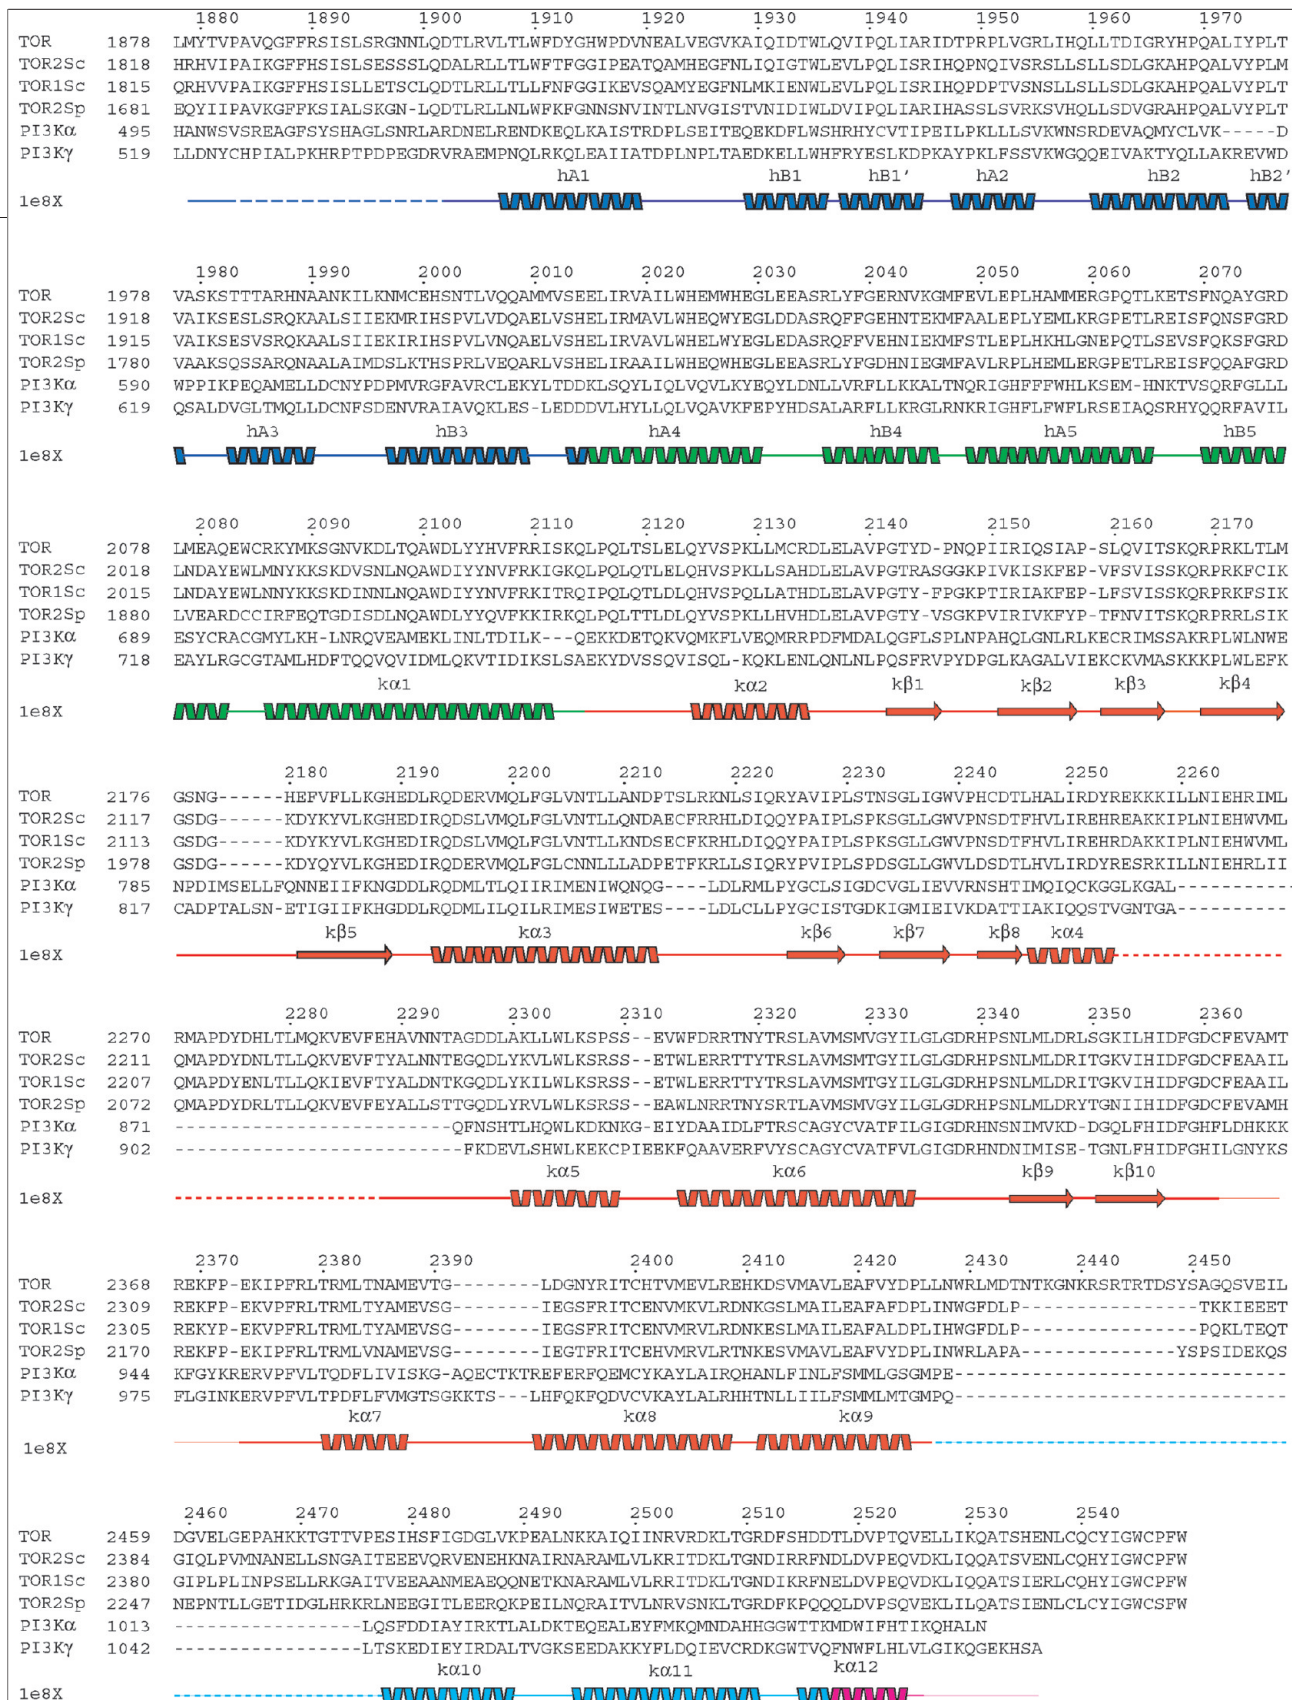 1880 1890 1900 1910 1920 1930 1940 1950 1960 1970
TOR 1878 LMYTVPAVQGFFRSISLSRGNNLQDTLRVLTLWFDYGHWPDVNEALVEGVKAIQIDTWLQVIPQLIARIDTPRPLVGRLIHQLLTDIGRYHPQALIYPLT
TOR2Sc 1818 HRHVIPAIKGFFHSISLSESSSLQDALRLLTLWFTFGGIPEATQAMHEGFNLIQIGTWLEVLPQLISRIHQPNQIVSRSLLSLLSDLGKAHPQALVYPLM
TOR1Sc 1815 QRHVVPAIKGFFHSISLLETSCLQDTLRLLTLLFNFGGIKEVSQAMYEGFNLMKIENWLEVLPQLISRIHQPDPTVSNSLLSLLSDLGKAHPQALVYPLT
TOR2Sp 1681 EQYIIPAVKGFFKSIALSKGN-LQDTLRLLNLWFKFGNNSNVINTLNVGISTVNIDIWLDVIPQLIARIHASSLSVRKSVHQLLSDVGRAHPQALVYPLT
PI3Kα 495 HANWSVSREAGFSYSHAGLSNRLARDNELRENDKEQLKAISTRDPLSEITEQEKDFLWSHRHYCVTIPEILPKLLLSVKWNSRDEVAQMYCLVK-----D
PI3Kγ 519 LLDNYCHPIALPKHRPTPDPEGDRVRAEMPNQLRKQLEAIIATDPLNPLTAEDKELLWHFRYESLKDPKAYPKLFSSVKWGQQEIVAKTYQLLAKREVWD
hA1 hB1 hB1' hA2 hB2 hB2'
1e8X
1980 1990 2000 2010 2020 2030 2040 2050 2060 2070
TOR 1978 VASKSTTTARHNAANKILKNMCEHSNTLVQQAMMVSEELIRVAILWHEMWHEGLEEASRLYFGERNVKGMFEVLEPLHAMMERGPQTLKETSFNQAYGRD
TOR2Sc 1918 VAIKSESLSRQKAALSIIEKMRIHSPVLVDQAELVSHELIRMAVLWHEQWYEGLDDASRQFFGEHNTEKMFAALEPLYEMLKRGPETLREISFQNSFGRD
TOR1Sc 1915 VAIKSESVSRQKAALSIIEKIRIHSPVLVNQAELVSHELIRVAVLWHELWYEGLEDASRQFFVEHNIEKMFSTLEPLHKHLGNEPQTLSEVSFQKSFGRD
TOR2Sp 1780 VAAKSQSSARQNAALAIMDSLKTHSPRLVEQARLVSHELIRAAILWHEQWHEGLEEASRLYFGDHNIEGMFAVLRPLHEMLERGPETLREISFQQAFGRD
PI3Kα 590 WPPIKPEQAMELLDCNYPDPMVRGFAVRCLEKYLTDDKLSQYLIQLVQVLKYEQYLDNLLVRFLLKKALTNQRIGHFFFWHLKSEM-HNKTVSQRFGLLL
PI3Kγ 619 QSALDVGLTMQLLDCNFSDENVRAIAVQKLES-LEDDDVLHYLLQLVQAVKFEPYHDSALARFLLKRGLRNKRIGHFLFWFLRSEIAQSRHYQQRFAVIL
hA3 hB3 hA4 hB4 hA5 hB5
1e8X
2080 2090 2100 2110 2120 2130 2140 2150 2160 2170
TOR 2078 LMEAQEWCRKYMKSGNVKDLTQAWDLYYHVFRRISKQLPQLTSLELQYVSPKLLMCRDLELAVPGTYD-PNQPIIRIQSIAP-SLQVITSKQRPRKLTLM
TOR2Sc 2018 LNDAYEWLMNYKKSKDVSNLNQAWDIYYNVFRKIGKQLPQLQTLELQHVSPKLLSAHDLELAVPGTRASGGKPIVKISKFEP-VFSVISSKQRPRKFCIK
TOR1Sc 2015 LNDAYEWLNNYKKSKDINNLNQAWDIYYNVFRKITRQIPQLQTLDLQHVSPQLLATHDLELAVPGT-YFPGKPTIRIAKFEP-LFSVISSKQRPRKFSIK
TOR2Sp 1880 LVEARDCCIRFEQTGDISDLNQAWDLYYQVFKKIRKQLPQLTTLDLQYVSPKLLHVHDLELAVPGTY-VSGKPVIRIVKFYP-TFNVITSKQRPRRLSIK
PI3Kα 689 ESYCRACGMYLKH-LNRQVEAMEKLINLTDILK---QEKKDETQKVQMKFLVEQMRRPDFMDALQGFLSPLNPAHQLGNLRLKECRIMSSAKRPLWLNWE
PI3Kγ 718 EAYLRGCGTAMLHDFTQQVQVIDMLQKVTIDIKSLSAEKYDVSSQVISQL-KQKLENLQNLNLPQSFRVPYDPGLKAGALVIEKCKVMASKKKPLWLEFK
kα1 kα2 kβ1 kβ2 kβ3 kβ4
1e8X
2180 2190 2200 2210 2220 2230 2240 2250 2260
TOR 2176 GSNG------HEFVFLLKGHEDLRQDERVMQLFGLVNTLLANDPTSLRKNLSIQRYAVIPLSTNSGLIGWVPHCDTLHALIRDYREKKKILLNIEHRIML
TOR2Sc 2117 GSDG------KDYKYVLKGHEDIRQDSLVMQLFGLVNTLLQNDAECFRRHLDIQQYPAIPLSPKSGLLGWVPNSDTFHVLIREHREAKKIPLNIEHWVML
TOR1Sc 2113 GSDG------KDYKYVLKGHEDIRQDSLVMQLFGLVNTLLKNDSECFRKHLDIQQYPAIPLSPKSGLLGWVPNSDTFHVLIREHRDAKKIPLNIEHWVML
TOR2Sp 1978 GSDG------KDYQYVLKGHEDIRQDERVMQLFGLCNNLLLADPETFKRLLSIQRYPVIPLSPDSGLLGWVLDSDTLHVLIRDYRESRKILLNIEHRLII
PI3Kα 785 NPDIMSELLFQNNEIIFKNGDDLRQDMLTLQIIRIMENIWQNQG----LDLRMLPYGCLSIGDCVGLIEVVRNSHTIMQIQCKGGLKGAL----------
PI3Kγ 817 CADPTALSN-ETIGIIFKHGDDLRQDMLILQILRIMESIWETES----LDLCLLPYGCISTGDKIGMIEIVKDATTIAKIQQSTVGNTGA----------
kβ5 kα3 kβ6 kβ7 kβ8 kα4
1e8X
2280 2290 2300 2310 2320 2330 2340 2350 2360
TOR 2270 RMAPDYDHLTLMQKVEVFEHAVNNTAGDDLAKLLWLKSPSS--EVWFDRRTNYTRSLAVMSMVGYILGLGDRHPSNLMLDRLSGKILHIDFGDCFEVAMT
TOR2Sc 2211 QMAPDYDNLTLLQKVEVFTYALNNTEGQDLYKVLWLKSRSS--ETWLERRTTYTRSLAVMSMTGYILGLGDRHPSNLMLDRITGKVIHIDFGDCFEAAIL
TOR1Sc 2207 QMAPDYENLTLLQKIEVFTYALDNTKGQDLYKILWLKSRSS--ETWLERRTTYTRSLAVMSMTGYILGLGDRHPSNLMLDRITGKVIHIDFGDCFEAAIL
TOR2Sp 2072 QMAPDYDRLTLLQKVEVFEYALLSTTGQDLYRVLWLKSRSS--EAWLNRRTNYSRTLAVMSMVGYILGLGDRHPSNLMLDRYTGNIIHIDFGDCFEVAMH
PI3Kα 871 -------------------------QFNSHTLHQWLKDKNKG-EIYDAAIDLFTRSCAGYCVATFILGIGDRHNSNIMVKD-DGQLFHIDFGHFLDHKKK
PI3Kγ 902 --------------------------FKDEVLSHWLKEKCPIEEKFQAAVERFVYSCAGYCVATFVLGIGDRHNDNIMISE-TGNLFHIDFGHILGNYKS
kα5 kα6 kβ9 kβ10
1e8X
2370 2380 2390 2400 2410 2420 2430 2440 2450
TOR 2368 REKFP-EKIPFRLTRMLTNAMEVTG--------LDGNYRITCHTVMEVLREHKDSVMAVLEAFVYDPLLNWRLMDTNTKGNKRSRTRTDSYSAGQSVEIL
TOR2Sc 2309 REKFP-EKVPFRLTRMLTYAMEVSG--------IEGSFRITCENVMKVLRDNKGSLMAILEAFAFDPLINWGFDLP----------------TKKIEEET
TOR1Sc 2305 REKYP-EKVPFRLTRMLTYAMEVSG--------IEGSFRITCENVMRVLRDNKESLMAILEAFALDPLIHWGFDLP----------------PQKLTEQT
TOR2Sp 2170 REKFP-EKIPFRLTRMLVNAMEVSG--------IEGTFRITCEHVMRVLRTNKESVMAVLEAFVYDPLINWRLAPA--------------YSPSIDEKQS
PI3Kα 944 KFGYKRERVPFVLTQDFLIVISKG-AQECTKTREFERFQEMCYKAYLAIRQHANLFINLFSMMLGSGMPE------------------------------
PI3Kγ 975 FLGINKERVPFVLTPDFLFVMGTSGKKTS---LHFQKFQDVCVKAYLALRHHTNLLIILFSMMLMTGMPQ------------------------------
kα7 kα8 kα9
1e8X
2460 2470 2480 2490 2500 2510 2520 2530 2540
TOR 2459 DGVELGEPAHKKTGTTVPESIHSFIGDGLVKPEALNKKAIQIINRVRDKLTGRDFSHDDTLDVPTQVELLIKQATSHENLCQCYIGWCPFW
TOR2Sc 2384 GIQLPVMNANELLSNGAITEEEVQRVENEHKNAIRNARAMLVLKRITDKLTGNDIRRFNDLDVPEQVDKLIQQATSVENLCQHYIGWCPFW
TOR1Sc 2380 GIPLPLINPSELLRKGAITVEEAANMEAEQQNETKNARAMLVLRRITDKLTGNDIKRFNELDVPEQVDKLIQQATSIERLCQHYIGWCPFW
TOR2Sp 2247 NEPNTLLGETIDGLHRKRLNEEGITLEERQKPEILNQRAITVLNRVSNKLTGRDFKPQQQLDVPSQVEKLILQATSIENLCLCYIGWCSFW
PI3Kα 1013 -----------------LQSFDDIAYIRKTLALDKTEQEALEYFMKQMNDAHHGGWTTKMDWIFHTIKQHALN
PI3Kγ 1042 -----------------LTSKEDIEYIRDALTVGKSEEDAKKYFLDQIEVCRDKGWTVQFNWFLHLVLGIKQGEKHSA
kα10 kα11 kα12
1e8X